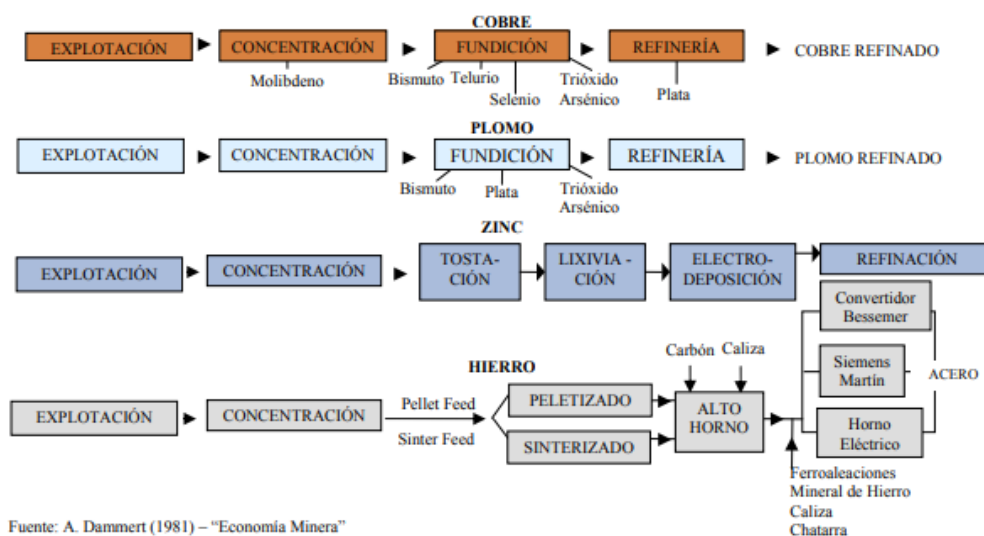 COBRE
EXPLOTACIÓN
CONCENTRACIÓN
FUNDICIÓN
REFINERÍA
COBRE REFINADO
Molibdeno
Bismuto
Telurio
Selenio
Trióxido
Arsénico
Plata
PLOMO
EXPLOTACIÓN
CONCENTRACIÓN
FUNDICIÓN
REFINERÍA
PLOMO REFINADO
Bismuto
Plata
Trióxido
Arsénico
ZINC
EXPLOTACIÓN
CONCENTRACIÓN
TOSTA-
CIÓN
LIXIVIA -
CIÓN
ELECTRO-
DEPOSICIÓN
REFINACIÓN
HIERRO
EXPLOTACIÓN
CONCENTRACIÓN
Pellet Feed
Sinter Feed
PELETIZADO
SINTERIZADO
Carbón
Caliza
ALTO
HORNO
Convertidor
Bessemer
Siemens
Martín
Horno
Eléctrico
ACERO
Ferroaleaciones
Mineral de Hierro
Caliza
Chatarra
Fuente: A. Dammert (1981) – “Economía Minera”